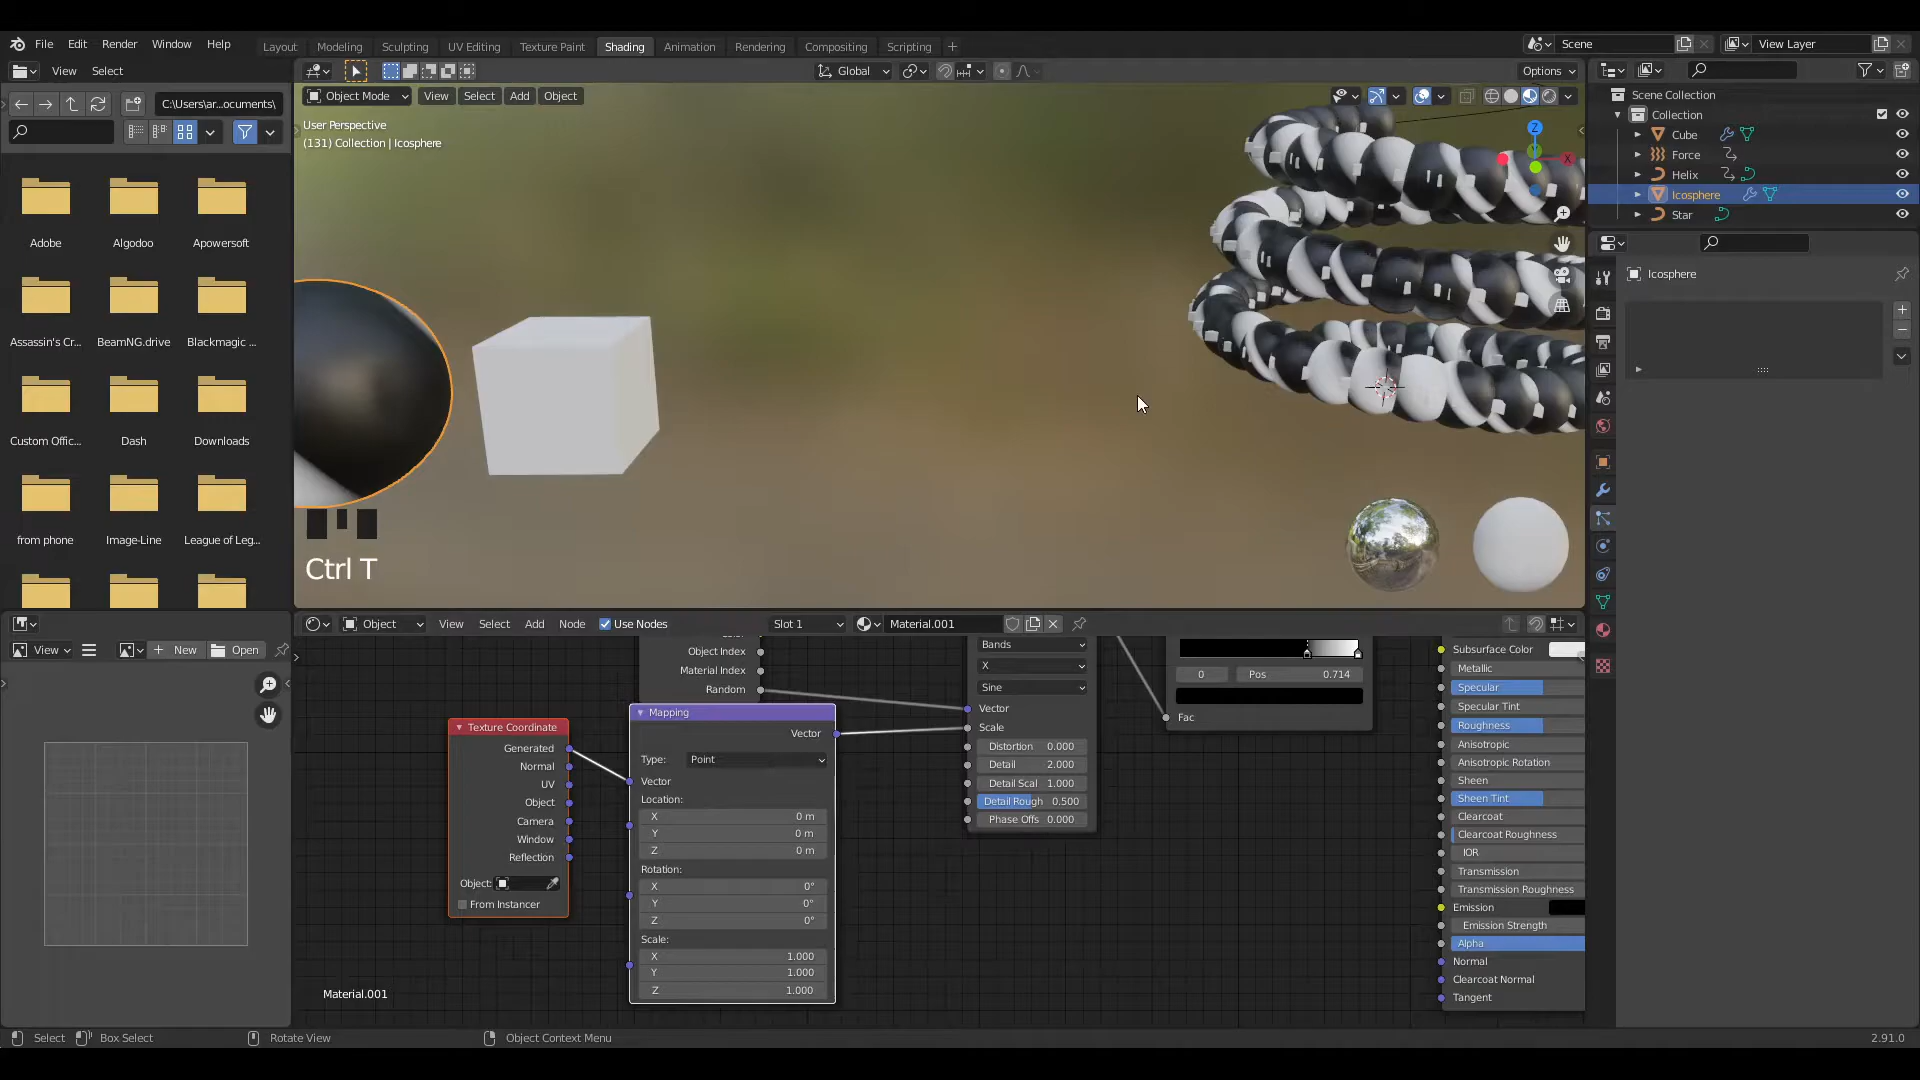 File Edit Render Window Help
Layout Modeling Sculpting UV Editing Texture Paint Shading Animation Rendering Compositing Scripting +
Scene
View Layer
View Select
Global
Options
C:\Users\ar...ocuments\
Object Mode View Select Add Object
User Perspective
(131) Collection | Icosphere
Z
X
Adobe
Algodoo
Apowersoft
Assassin's Cr...
BeamNG.drive
Blackmagic ...
Custom Offic...
Dash
Downloads
from phone
Image-Line
League of Leg...
Ctrl T
Scene Collection
Collection
Cube
Force
Helix
Icosphere
Star
Icosphere
View
New
Open
Object
View Select Add Node
Use Nodes
Slot 1
Material.001
Object Index
Material Index
Random
Texture Coordinate
Generated
Normal
UV
Object
Camera
Window
Reflection
Object:
From Instancer
Mapping
Vector
Type: Point
Vector
Location:
X 0 m
Y 0 m
Z 0 m
Rotation:
X 0°
Y 0°
Z 0°
Scale:
X 1.000
Y 1.000
Z 1.000
Bands
X
Sine
Vector
Scale
Distortion 0.000
Detail 2.000
Detail Scal 1.000
Detail Rough 0.500
Phase Offs 0.000
0 Pos 0.714
Fac
Subsurface Color
Metallic
Specular
Specular Tint
Roughness
Anisotropic
Anisotropic Rotation
Sheen
Sheen Tint
Clearcoat
Clearcoat Roughness
IOR
Transmission
Transmission Roughness
Emission
Emission Strength
Alpha
Normal
Clearcoat Normal
Tangent
Material.001
Select
Box Select
Rotate View
Object Context Menu
2.91.0